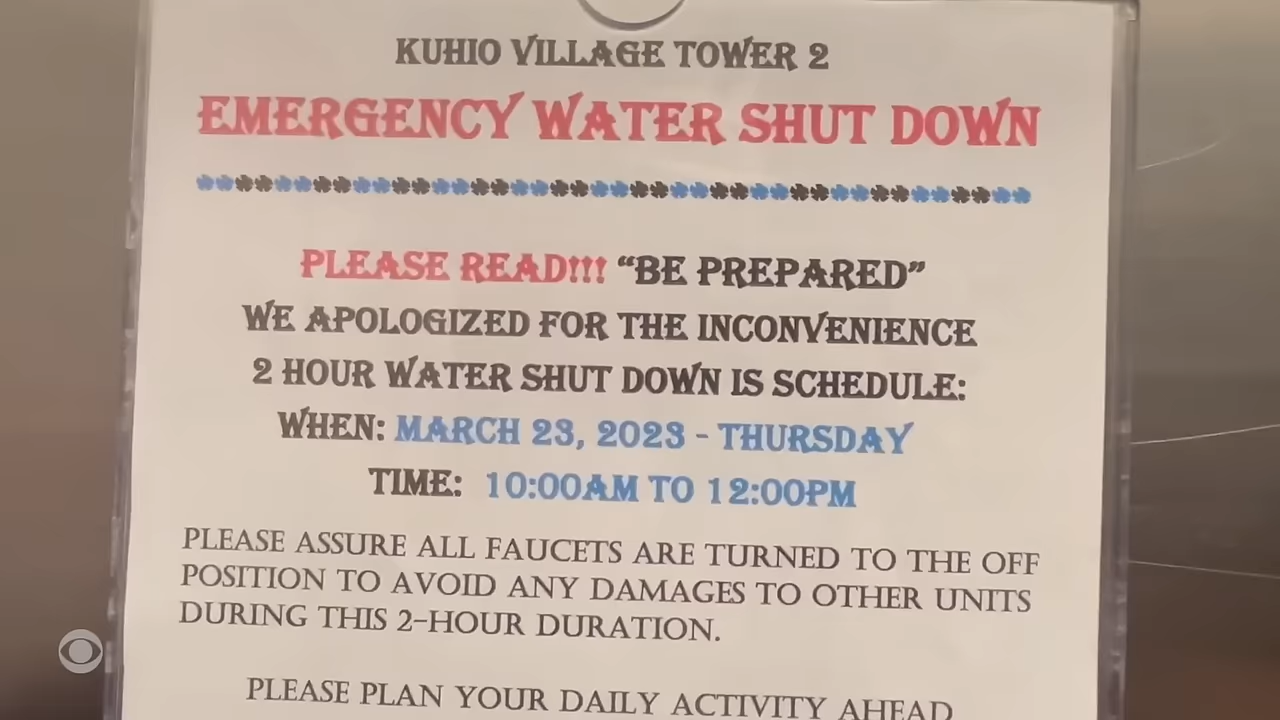 KUHIO VILLAGE TOWER 2
EMERGENCY WATER SHUT DOWN
PLEASE READ!!! “BE PREPARED”
WE APOLOGIZED FOR THE INCONVENIENCE
2 HOUR WATER SHUT DOWN IS SCHEDULE:
WHEN: MARCH 23, 2023 - THURSDAY
TIME: 10:00AM TO 12:00PM
PLEASE ASSURE ALL FAUCETS ARE TURNED TO THE OFF
POSITION TO AVOID ANY DAMAGES TO OTHER UNITS
DURING THIS 2-HOUR DURATION.
PLEASE PLAN YOUR DAILY ACTIVITY AHEAD